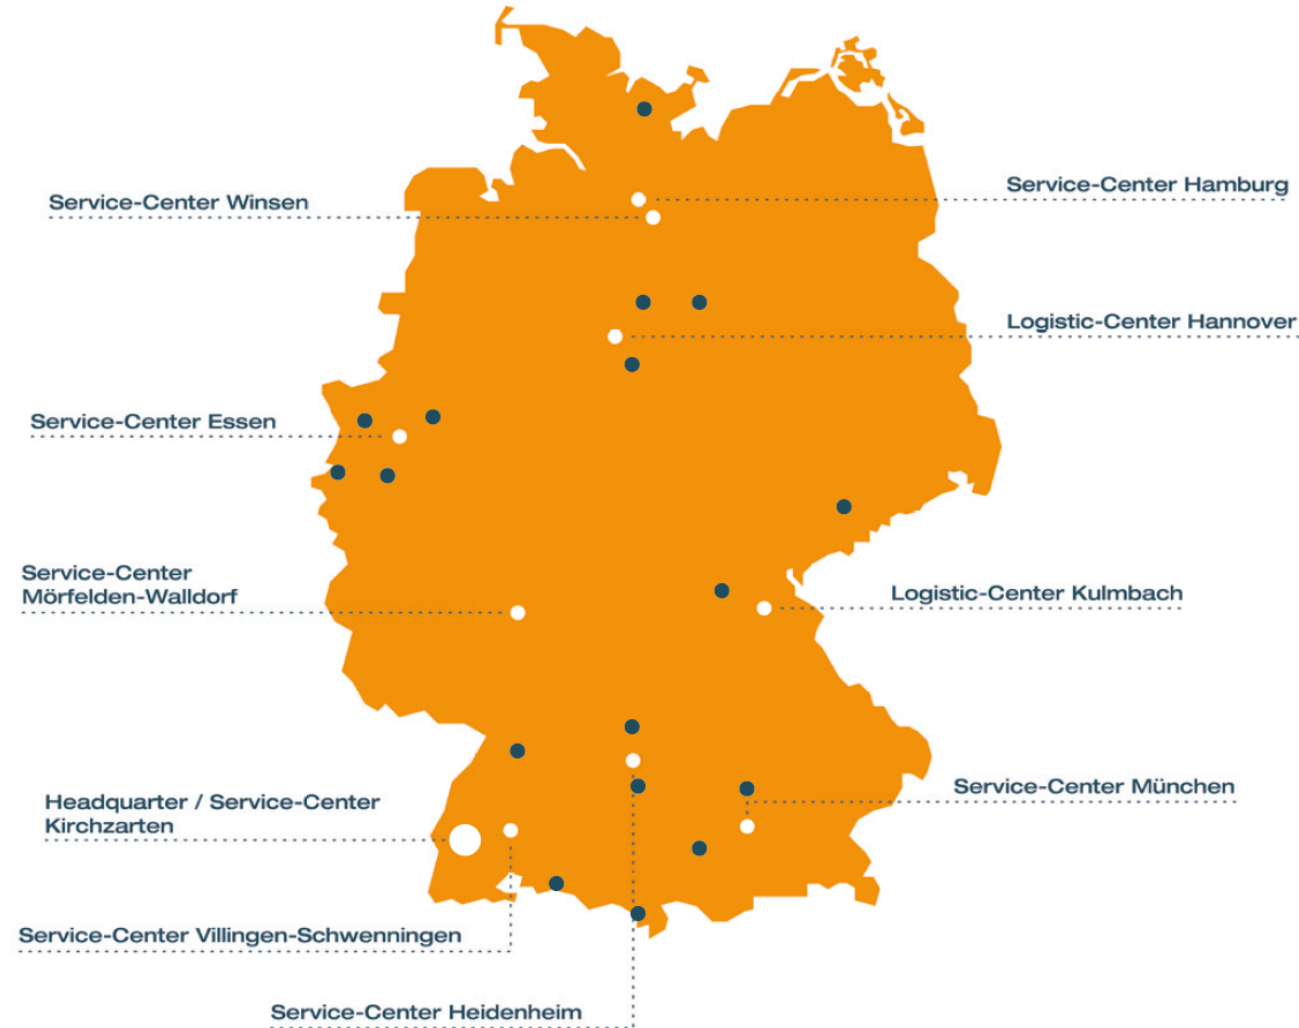 Service-Center Hamburg
Service-Center Winsen
Logistic-Center Hannover
Service-Center Essen
Service-Center
Mörfelden-Walldorf
Logistic-Center Kulmbach
Service-Center München
Headquarter / Service-Center
Kirchzarten
Service-Center Villingen-Schwenningen
Service-Center Heidenheim